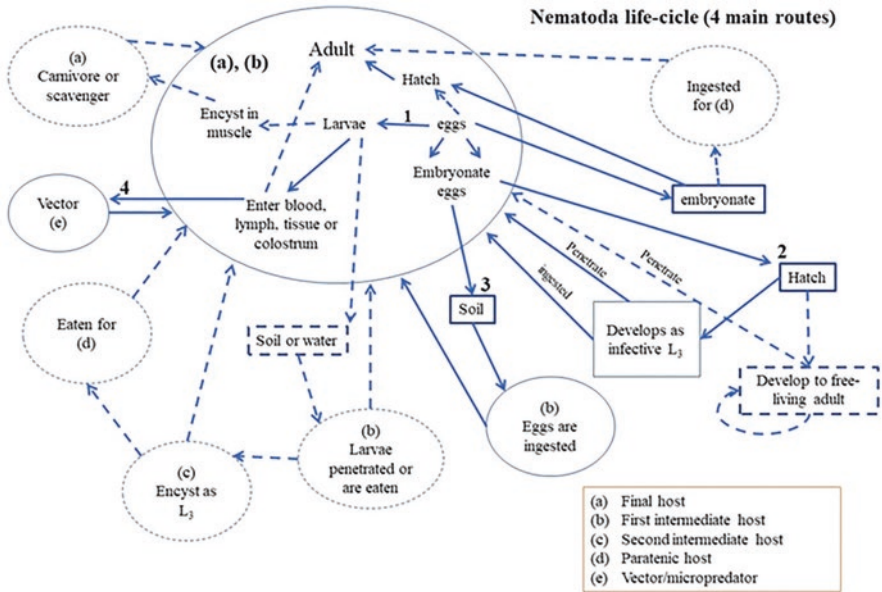 Nematoda life-cicle (4 main routes)
(a)
Carnivore or
scavenger
(a), (b)
Adult
Hatch
Encyst in
muscle
Larvae
1
eggs
Embryonate
eggs
Ingested
for (d)
embryonate
4
Vector
(e)
Enter blood,
lymph, tissue or
colostrum
2
Hatch
Penetrate
Penetrate
ingested
3
Soil
Eaten for
(d)
Soil or water
Develops as
infective L3
Develop to free-
living adult
(b)
Eggs are
ingested
(b)
Larvae
penetrated or
are eaten
(c)
Encyst as
L3
(a) Final host
(b) First intermediate host
(c) Second intermediate host
(d) Paratenic host
(e) Vector/micropredator